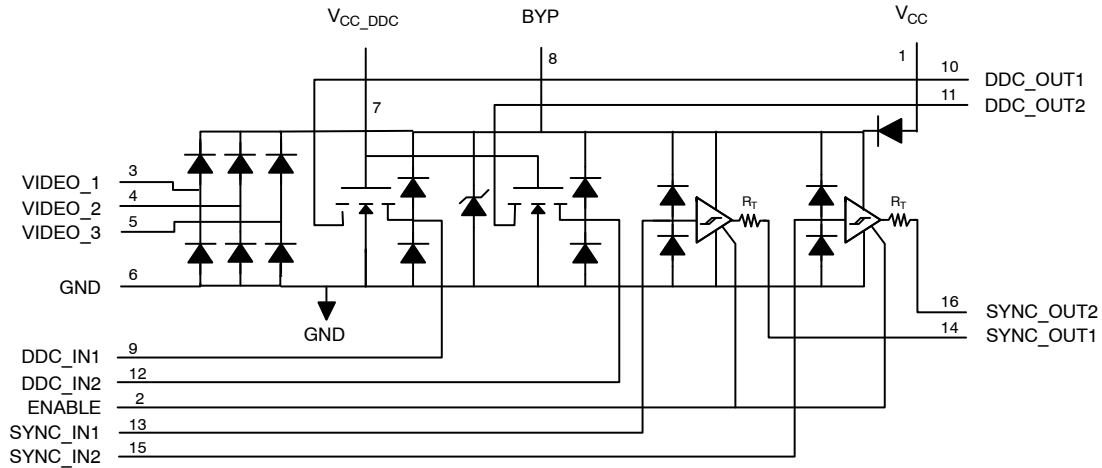 V_CC_DDC
BYP
V_CC
8
1
10
DDC_OUT1
11
DDC_OUT2
7
3
VIDEO_1
4
VIDEO_2
5
VIDEO_3
R_T
R_T
6
GND
16
SYNC_OUT2
GND
14
SYNC_OUT1
9
DDC_IN1
12
DDC_IN2
2
ENABLE
13
SYNC_IN1
15
SYNC_IN2